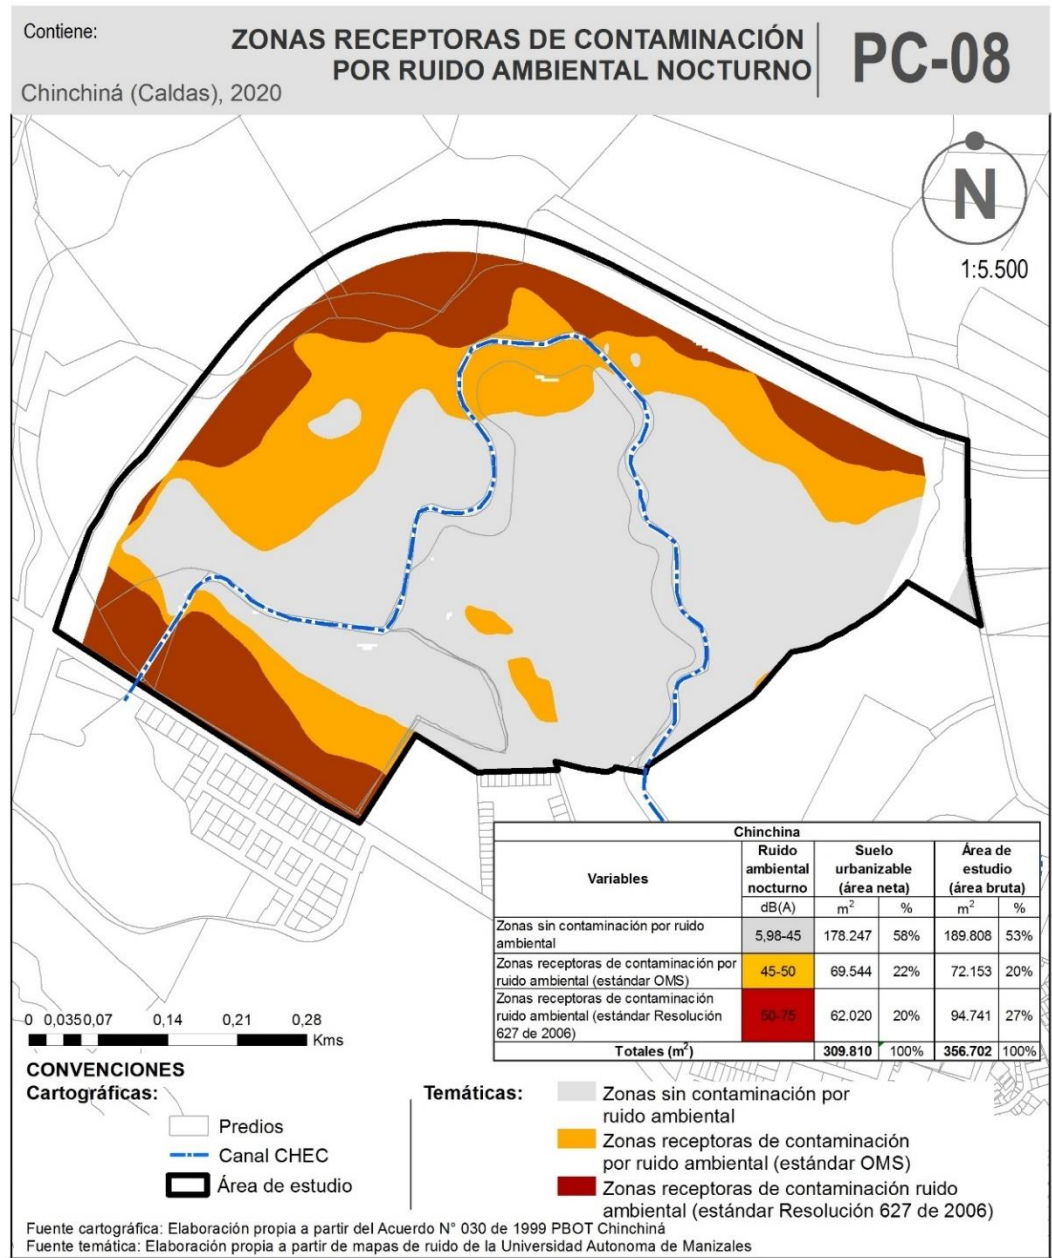 Contiene:
ZONAS RECEPTORAS DE CONTAMINACIÓN
POR RUIDO AMBIENTAL NOCTURNO
PC-08
Chinchiná (Caldas), 2020
N
1:5.500
Chinchina
Variables
Ruido ambiental nocturno
Suelo urbanizable (área neta)
Área de estudio (área bruta)
dB(A) m² % m² %
Zonas sin contaminación por ruido ambiental 5,98-45 178.247 58% 189.808 53%
Zonas receptoras de contaminación por ruido ambiental (estándar OMS) 45-50 69.544 22% 72.153 20%
Zonas receptoras de contaminación ruido ambiental (estándar Resolución 627 de 2006) 50-75 62.020 20% 94.741 27%
Totales (m²) 309.810 100% 356.702 100%
0 0,035 0,07 0,14 0,21 0,28
Kms
CONVENCIONES
Cartográficas:
Predios
Canal CHEC
Área de estudio
Temáticas:
Zonas sin contaminación por
ruido ambiental
Zonas receptoras de contaminación
por ruido ambiental (estándar OMS)
Zonas receptoras de contaminación ruido
ambiental (estándar Resolución 627 de 2006)
Fuente cartográfica: Elaboración propia a partir del Acuerdo N° 030 de 1999 PBOT Chinchiná
Fuente temática: Elaboración propia a partir de mapas de ruido de la Universidad Autonoma de Manizales